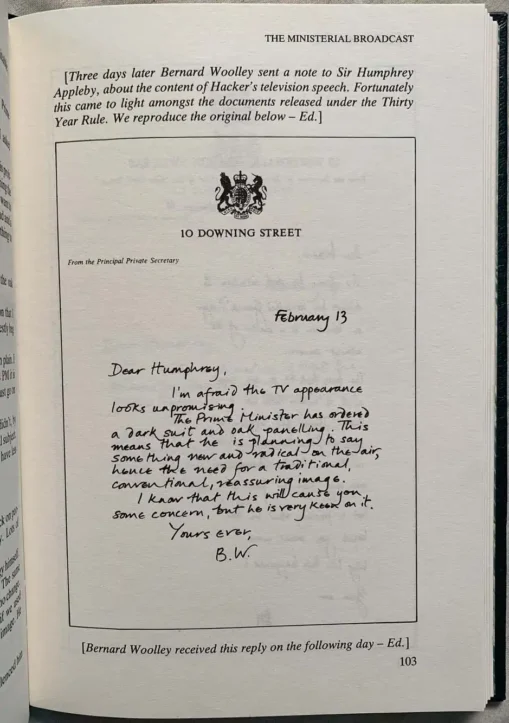 THE MINISTERIAL BROADCAST
[Three days later Bernard Woolley sent a note to Sir Humphrey
Appleby, about the content of Hacker's television speech. Fortunately
this came to light amongst the documents released under the Thirty
Year Rule. We reproduce the original below – Ed.]
10 DOWNING STREET
From the Principal Private Secretary
February 13
Dear Humphrey,
I'm afraid the TV appearance
looks unpromising.
The Prime Minister has ordered
a dark suit and oak panelling. This
means that he is planning to say
something new and radical on the air,
hence the need for a traditional,
conventional, reassuring image.
I know that this will cause you
some concern, but he is very keen on it.
Yours ever,
B.W.
[Bernard Woolley received this reply on the following day – Ed.]
103